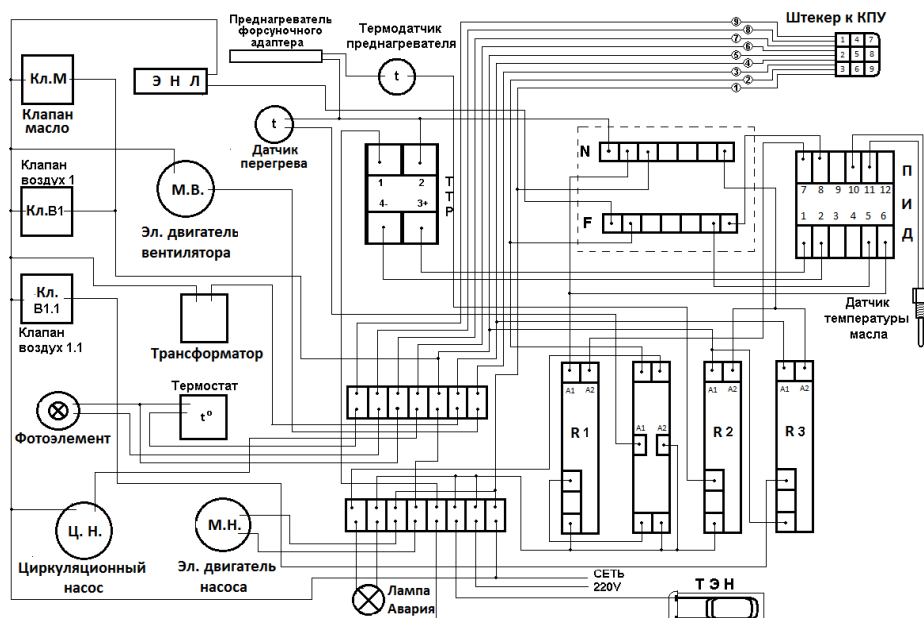 Преднагреватель
форсуночного
адаптера
Термодатчик
преднагревателя
Штекер к КПУ
9
8
7
6
5
4
3
2
1
1 4 7
2 5 8
3 6 9
Кл.М
Клапан
масло
Э Н Л
t
t
Датчик
перегрева
Клапан
воздух 1
Кл.В1
М.В.
Эл. двигатель
вентилятора
1 2
4- 3+
Т Т Р
N
F
7 8 9 10 11 12
1 2 3 4 5 6
П И Д
Датчик
температуры
масла
Кл.
В1.1
Клапан
воздух 1.1
Трансформатор
Термостат
t°
Фотоэлемент
A1 A2
R 1
A1 A2
A1 A2
R 2
A1 A2
R 3
Ц. Н.
Циркуляционный
насос
М.Н.
Эл. двигатель
насоса
Лампа
Авария
СЕТЬ
220V
Т Э Н